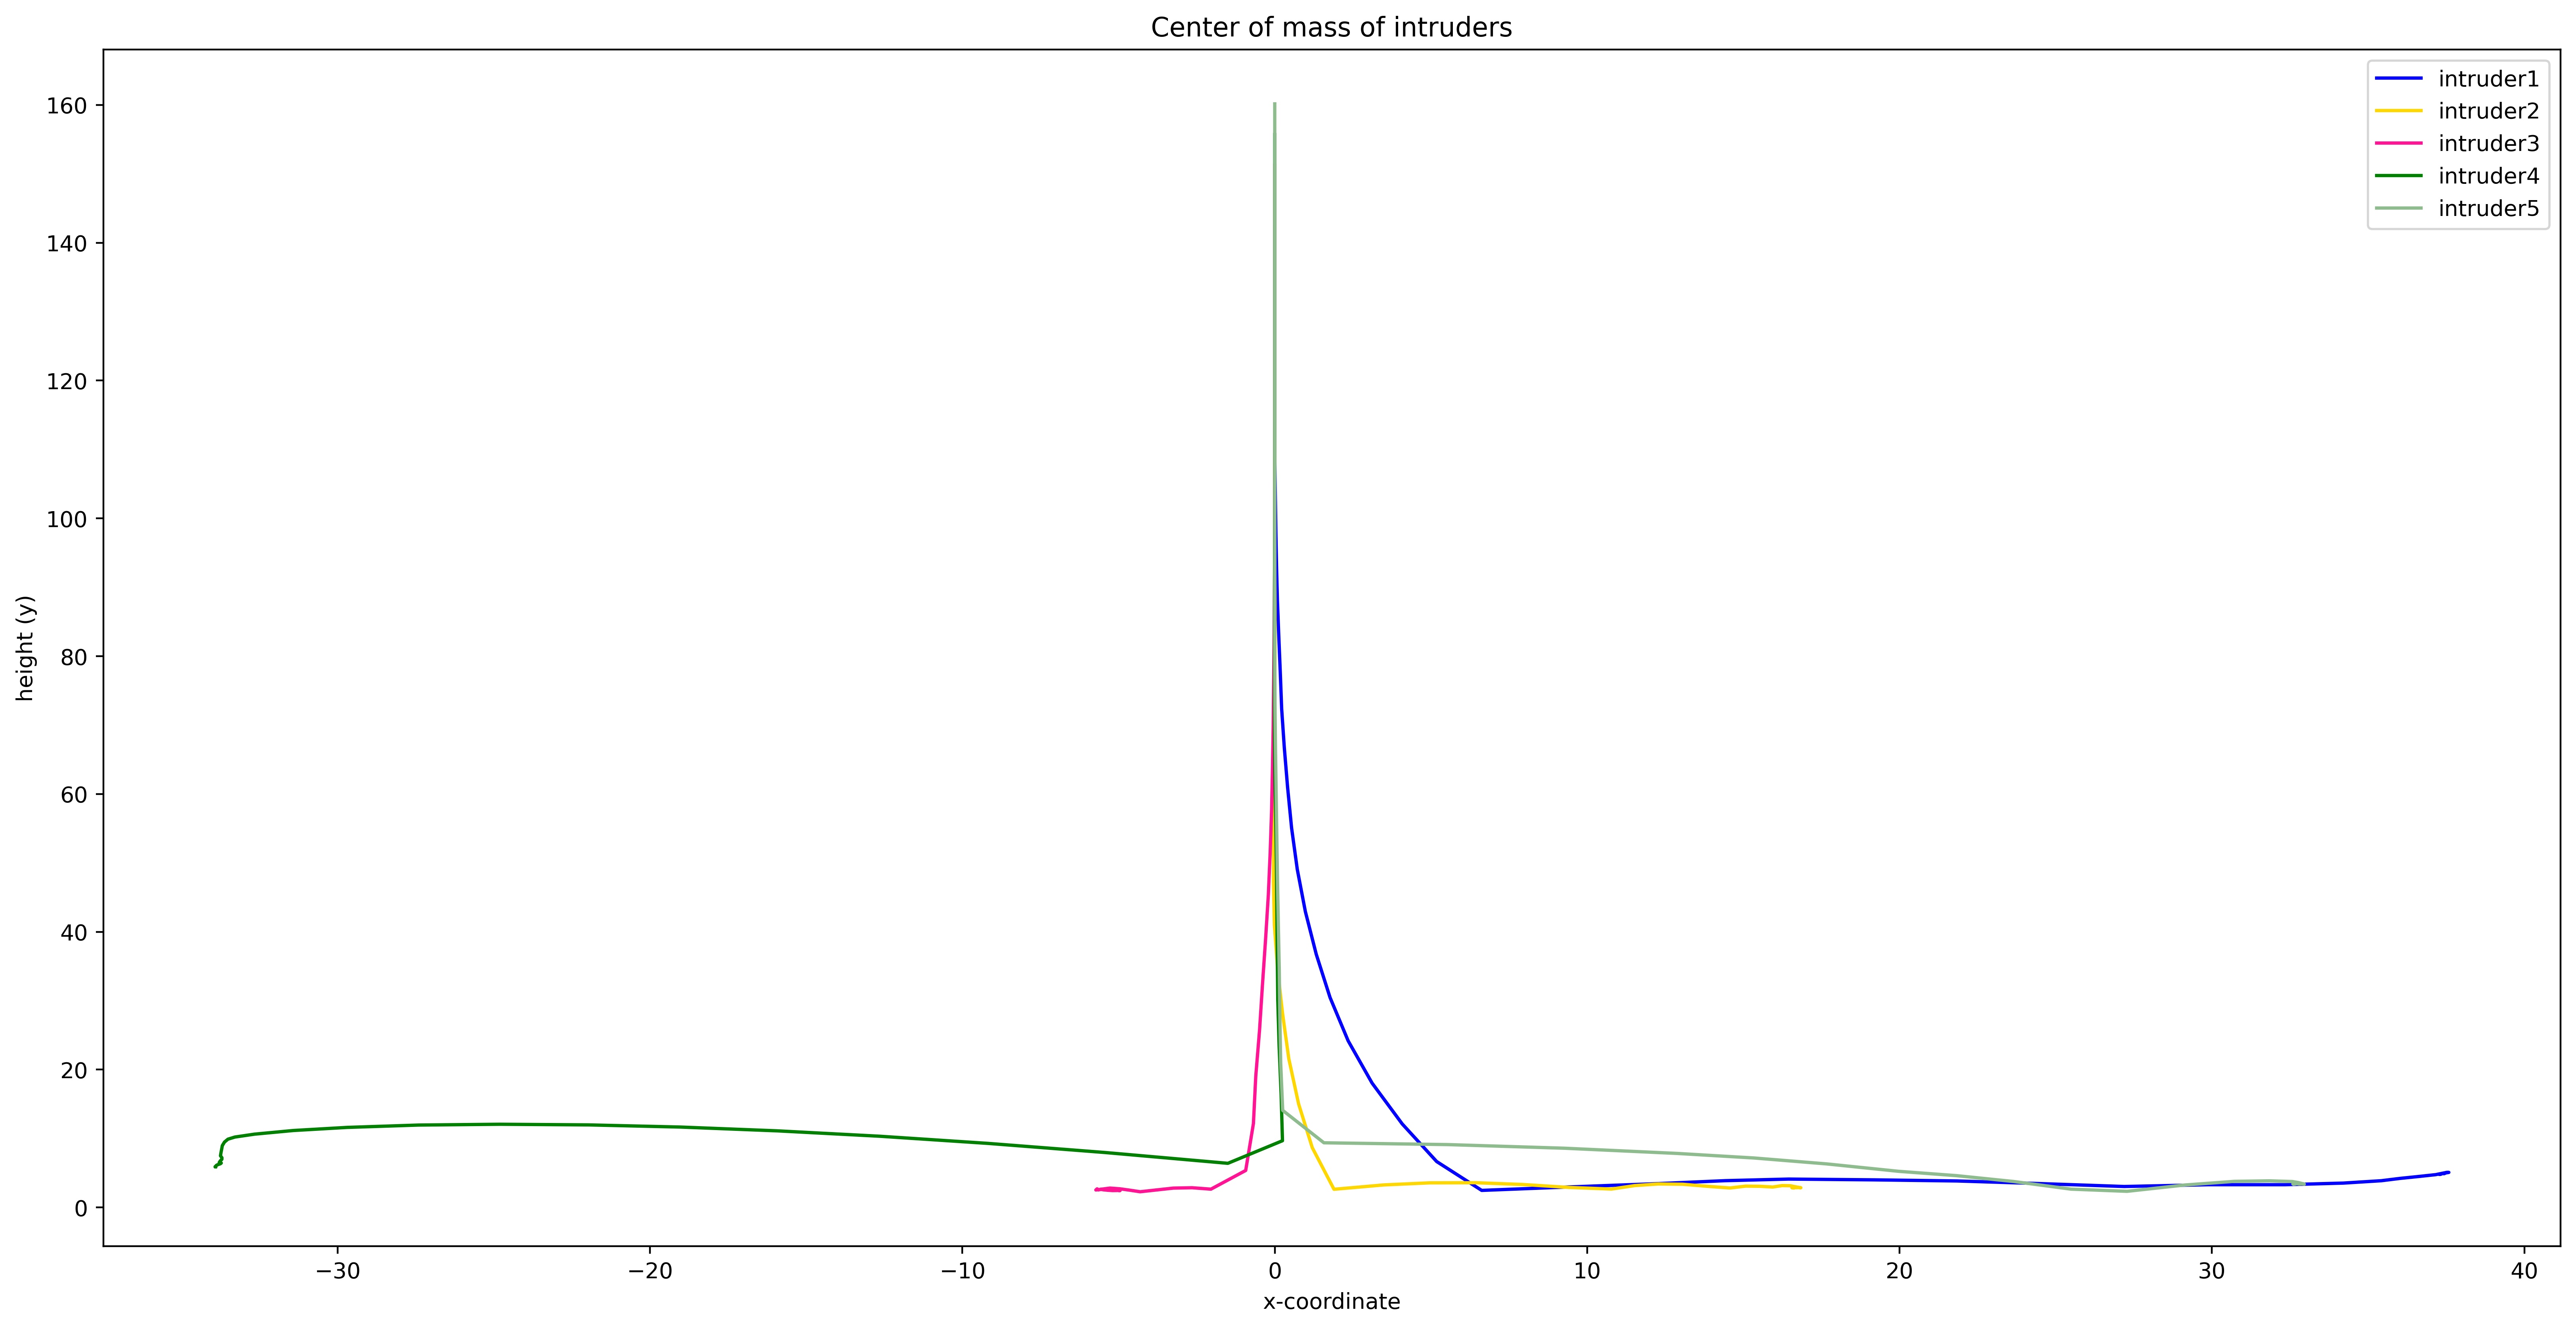 Center of mass of intruders
intruder1
intruder2
intruder3
intruder4
intruder5
160
140
120
100
80
60
40
20
0
height (y)
−30
−20
−10
0
10
20
30
40
x-coordinate